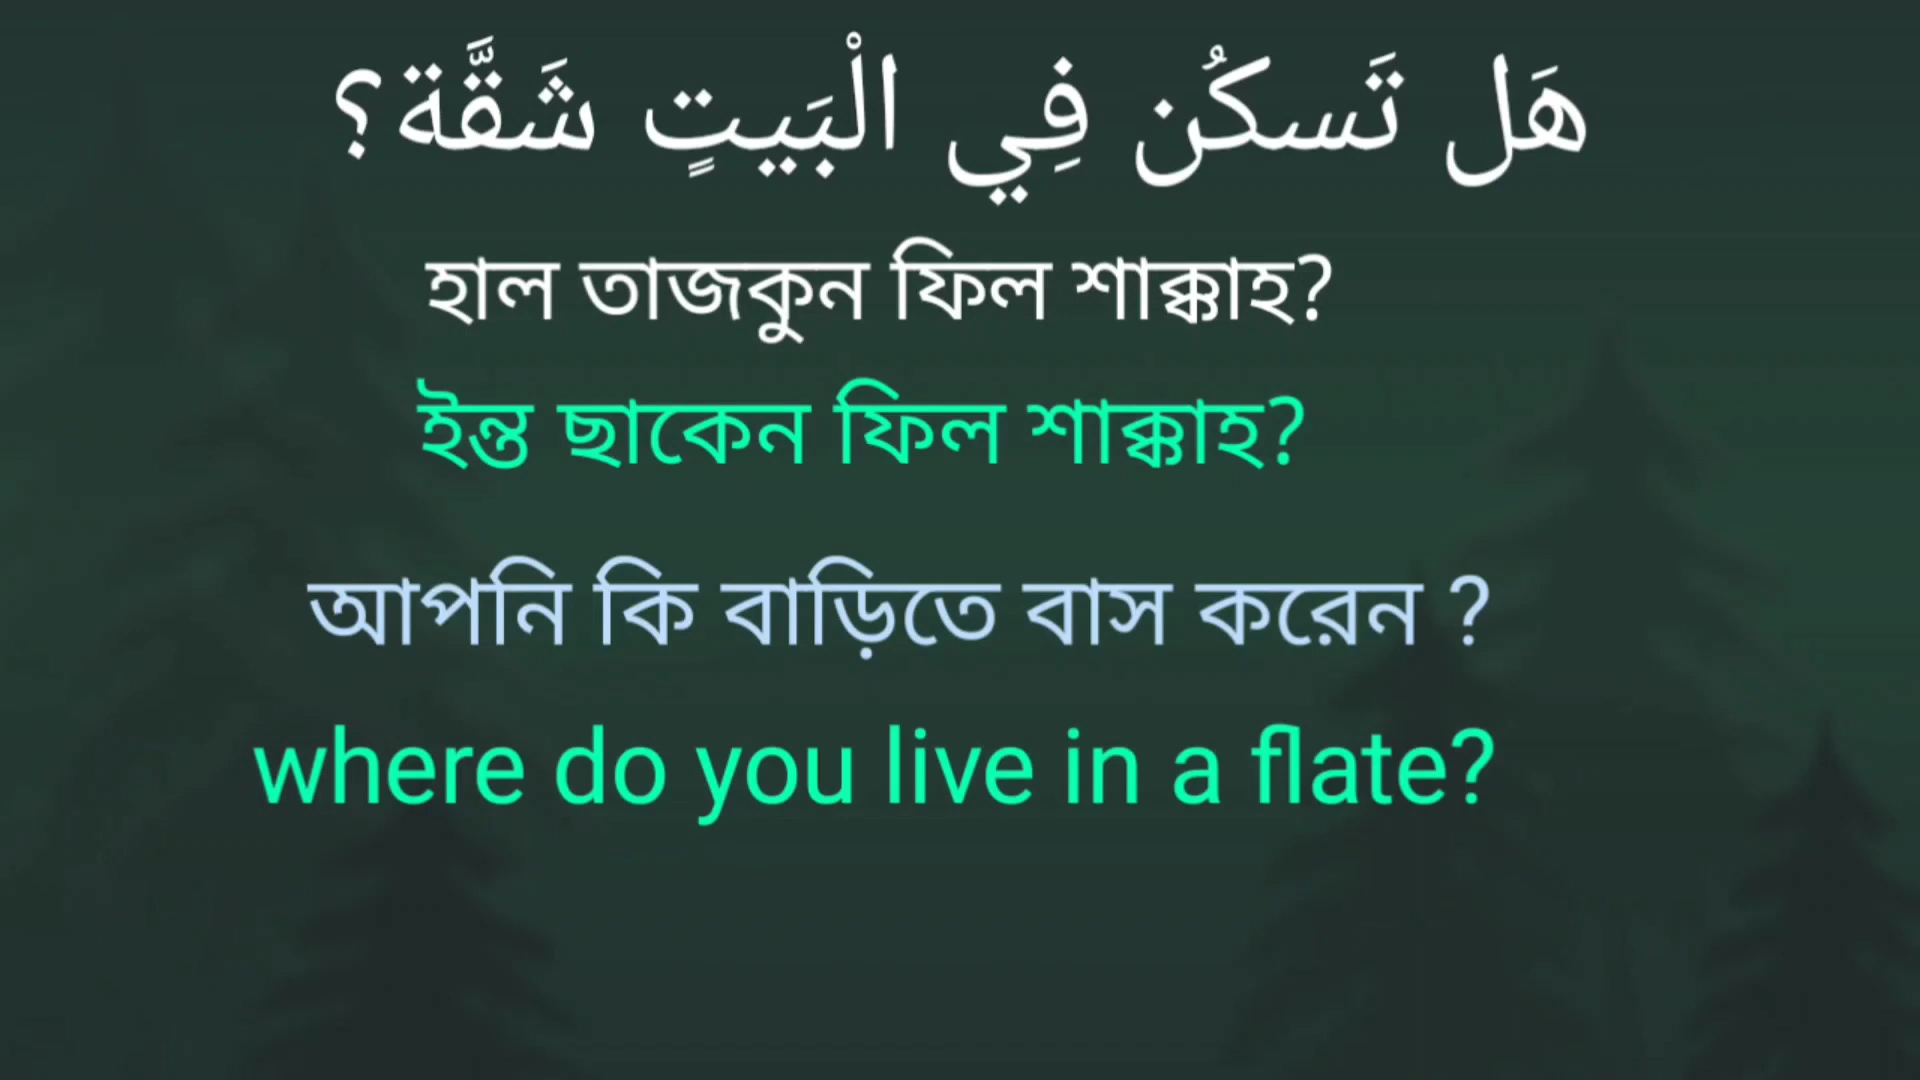 هَل تَسكُن فِي الْبَيتٍ شَقَّة؟
হাল তাজকুন ফিল শাক্কাহ?
ইন্ত ছাকেন ফিল শাক্কাহ?
আপনি কি বাড়িতে বাস করেন ?
where do you live in a flate?